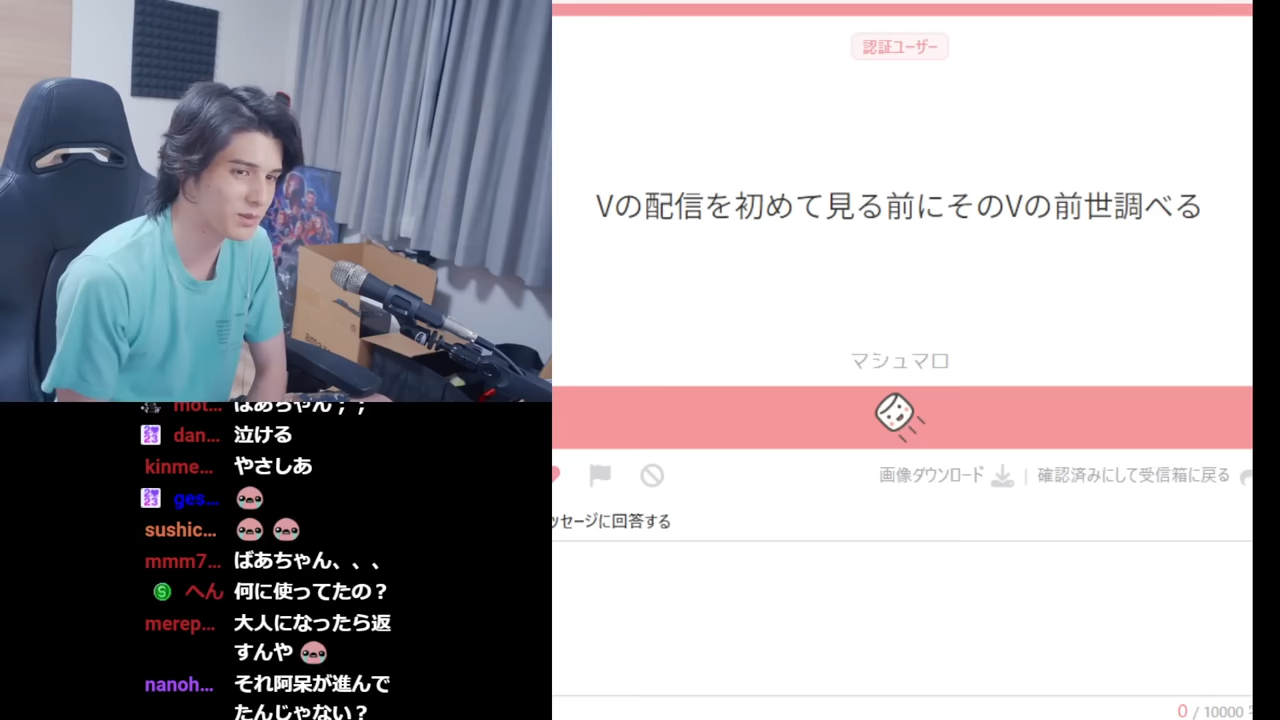 認証ユーザー
Vの配信を初めて見る前にそのVの前世調べる
マシュマロ
画像ダウンロード | 確認済みにして受信箱に戻る
ッセージに回答する
0 / 10000
mot... ばあちゃん；；
dan... 泣ける
kinme... やさしあ
ges...
sushic...
mmm7... ばあちゃん、、、
へん 何に使ってたの？
merep... 大人になったら返
すんや
nanoh... それ阿呆が進んで
たんじゃない？